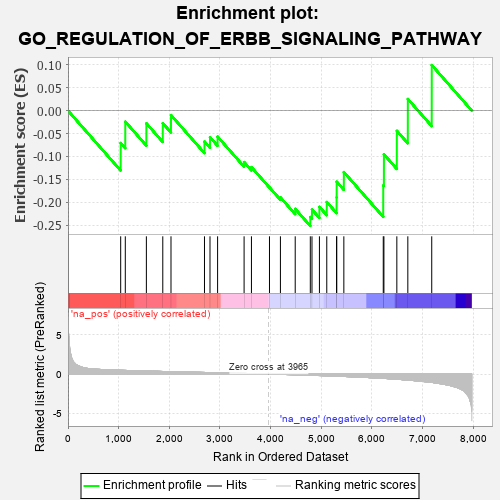 Enrichment plot:
GO_REGULATION_OF_ERBB_SIGNALING_PATHWAY
Enrichment score (ES)
0.10
0.05
0.00
-0.05
-0.10
-0.15
-0.20
-0.25
'na_pos' (positively correlated)
Ranked list metric (PreRanked)
5
0
-5
Zero cross at 3965
'na_neg' (negatively correlated)
0
1,000
2,000
3,000
4,000
5,000
6,000
7,000
8,000
Rank in Ordered Dataset
Enrichment profile
Hits
Ranking metric scores